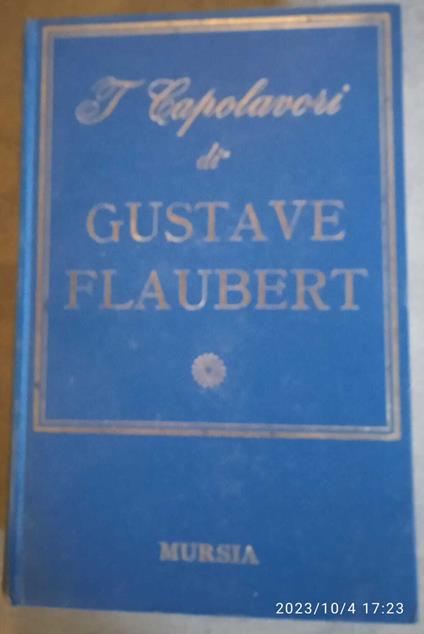 I Capolavori
di
GUSTAVE
FLAUBERT
MURSIA
2023/10/4 17:23